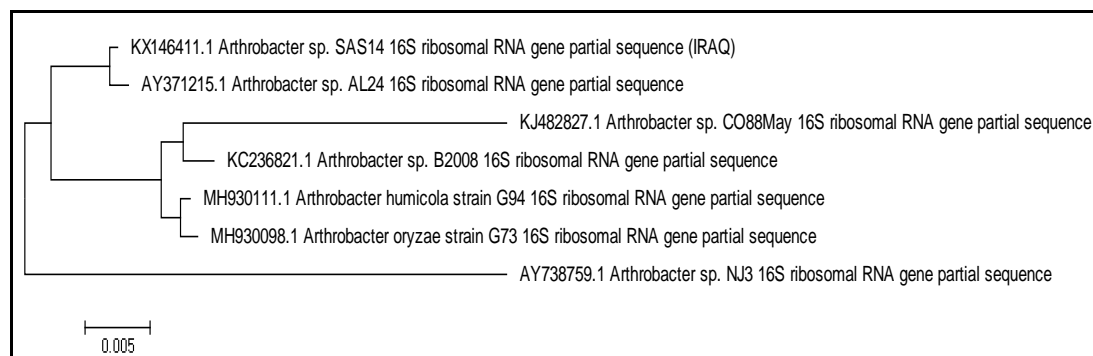 KX146411.1 Arthrobacter sp. SAS14 16S ribosomal RNA gene partial sequence (IRAQ)
AY371215.1 Arthrobacter sp. AL24 16S ribosomal RNA gene partial sequence
KJ482827.1 Arthrobacter sp. CO88May 16S ribosomal RNA gene partial sequence
KC236821.1 Arthrobacter sp. B2008 16S ribosomal RNA gene partial sequence
MH930111.1 Arthrobacter humicola strain G94 16S ribosomal RNA gene partial sequence
MH930098.1 Arthrobacter oryzae strain G73 16S ribosomal RNA gene partial sequence
AY738759.1 Arthrobacter sp. NJ3 16S ribosomal RNA gene partial sequence
0.005